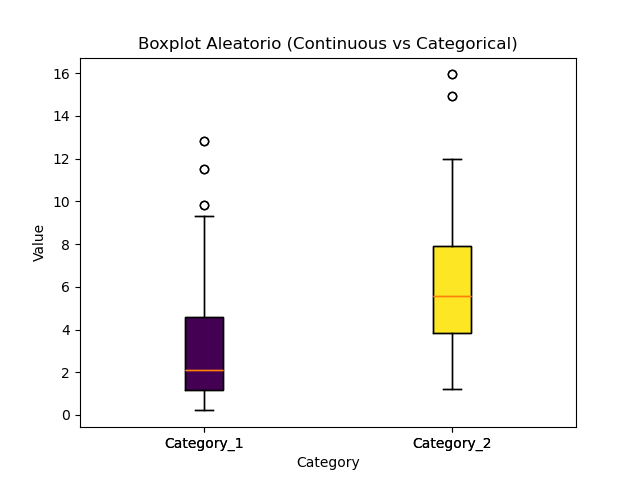 Boxplot Aleatorio (Continuous vs Categorical)
16
14
12
10
8
6
4
2
0
Value
Category_1
Category_2
Category